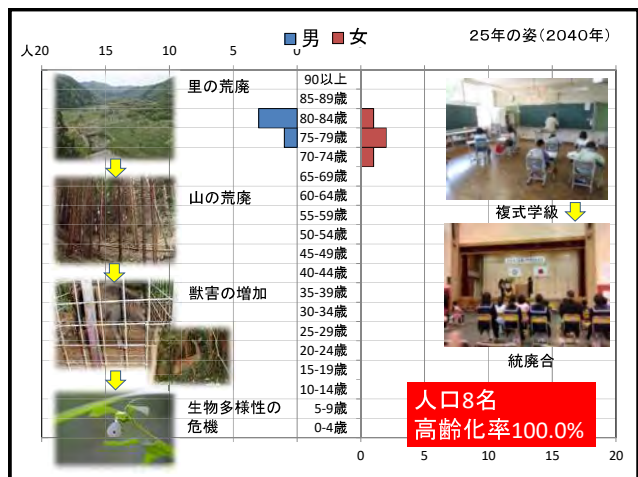 男 女
25年の姿(2040年)
人20 15 10 5 0
里の荒廃
山の荒廃
獣害の増加
生物多様性の
危機
90以上
85-89歳
80-84歳
75-79歳
70-74歳
65-69歳
60-64歳
55-59歳
50-54歳
45-49歳
40-44歳
35-39歳
30-34歳
25-29歳
20-24歳
15-19歳
10-14歳
5-9歳
0-4歳
複式学級
統廃合
人口8名
高齢化率100.0%
0 5 10 15 20